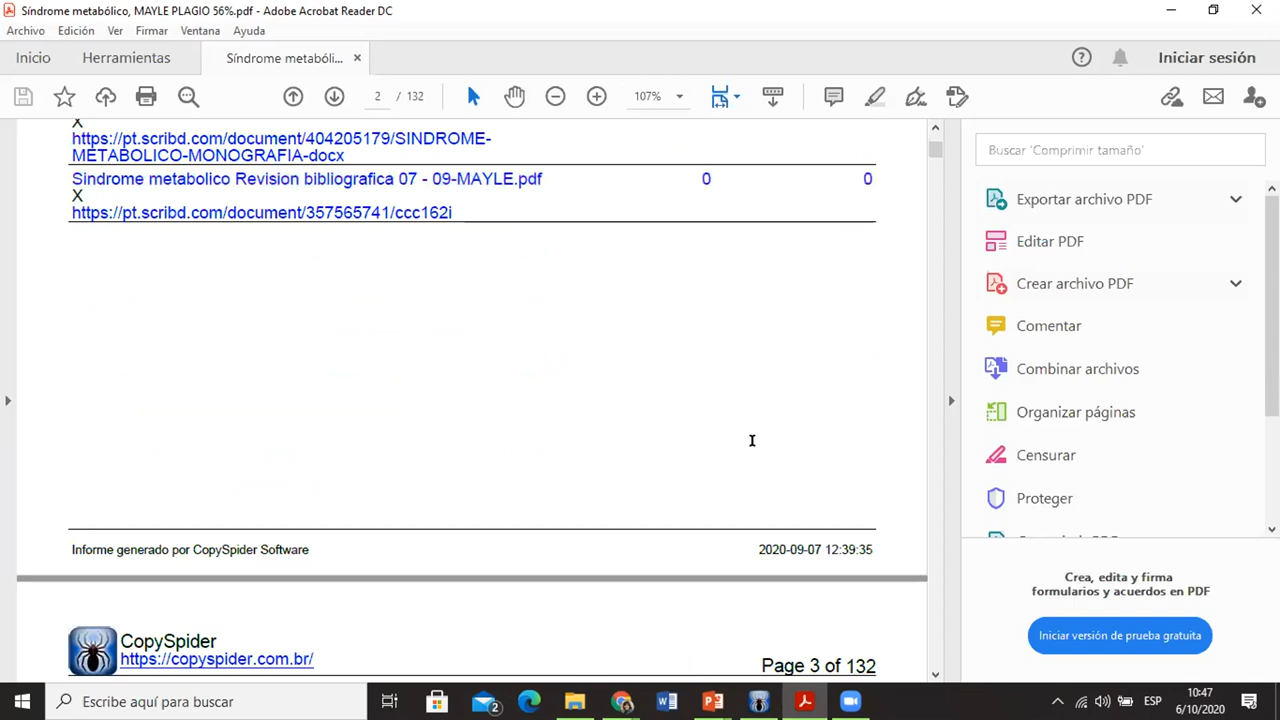 Síndrome metabólico, MAYLE PLAGIO 56%.pdf - Adobe Acrobat Reader DC
Archivo Edición Ver Firmar Ventana Ayuda
Inicio Herramientas Síndrome metabóli... × Iniciar sesión
2 / 132 107%
X
https://pt.scribd.com/document/404205179/SINDROME-
METABOLICO-MONOGRAFIA-docx
Sindrome metabolico Revision bibliografica 07 - 09-MAYLE.pdf 0 0
X
https://pt.scribd.com/document/357565741/ccc162i
Informe generado por CopySpider Software 2020-09-07 12:39:35
CopySpider
https://copyspider.com.br/ Page 3 of 132
Buscar 'Comprimir tamaño'
Exportar archivo PDF
Editar PDF
Crear archivo PDF
Comentar
Combinar archivos
Organizar páginas
Censurar
Proteger
Crea, edita y firma
formularios y acuerdos en PDF
Iniciar versión de prueba gratuita
Escribe aquí para buscar 2 ESP 10:47
6/10/2020